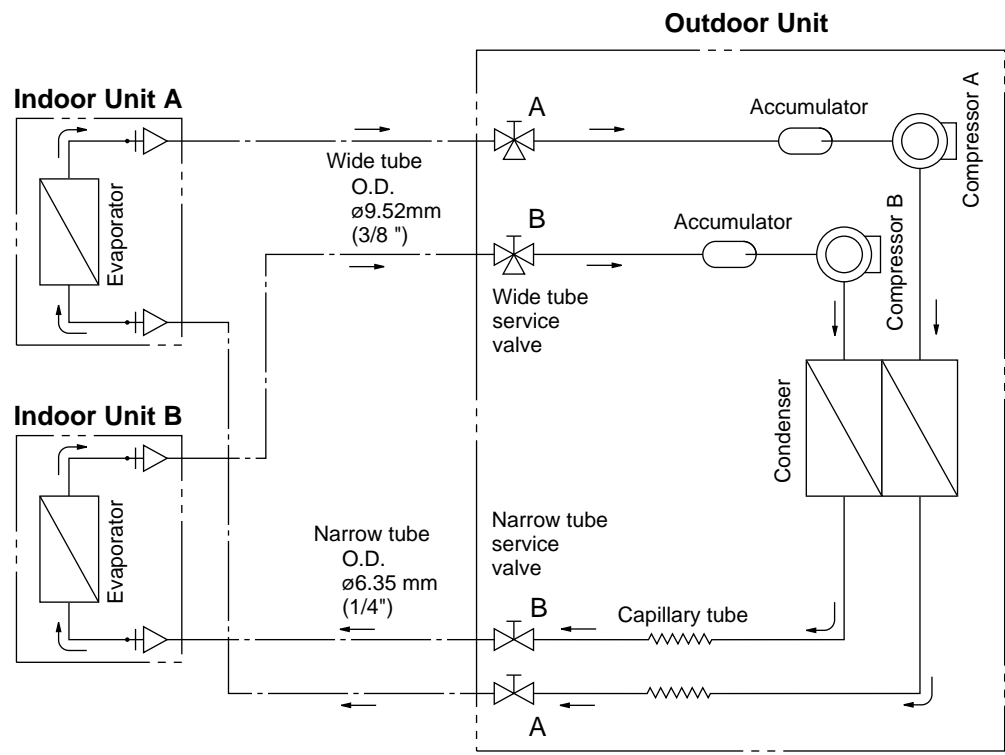 Outdoor Unit
Indoor Unit A
Evaporator
Wide tube
O.D.
ø9.52mm
(3/8 ")
A
Accumulator
Compressor A
B
Accumulator
Compressor B
Wide tube
service
valve
Condenser
Indoor Unit B
Evaporator
Narrow tube
O.D.
ø6.35 mm
(1/4")
Narrow tube
service
valve
B
Capillary tube
A